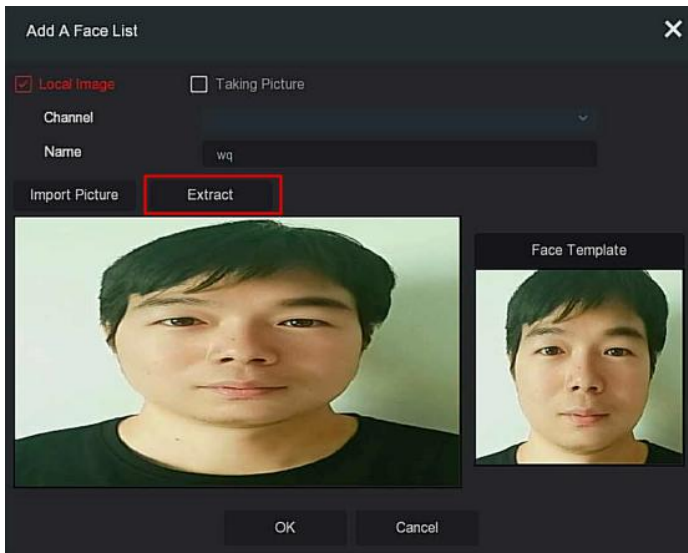 Add A Face List
Local Image
Taking Picture
Channel
Name
wq
Import Picture
Extract
Face Template
OK
Cancel